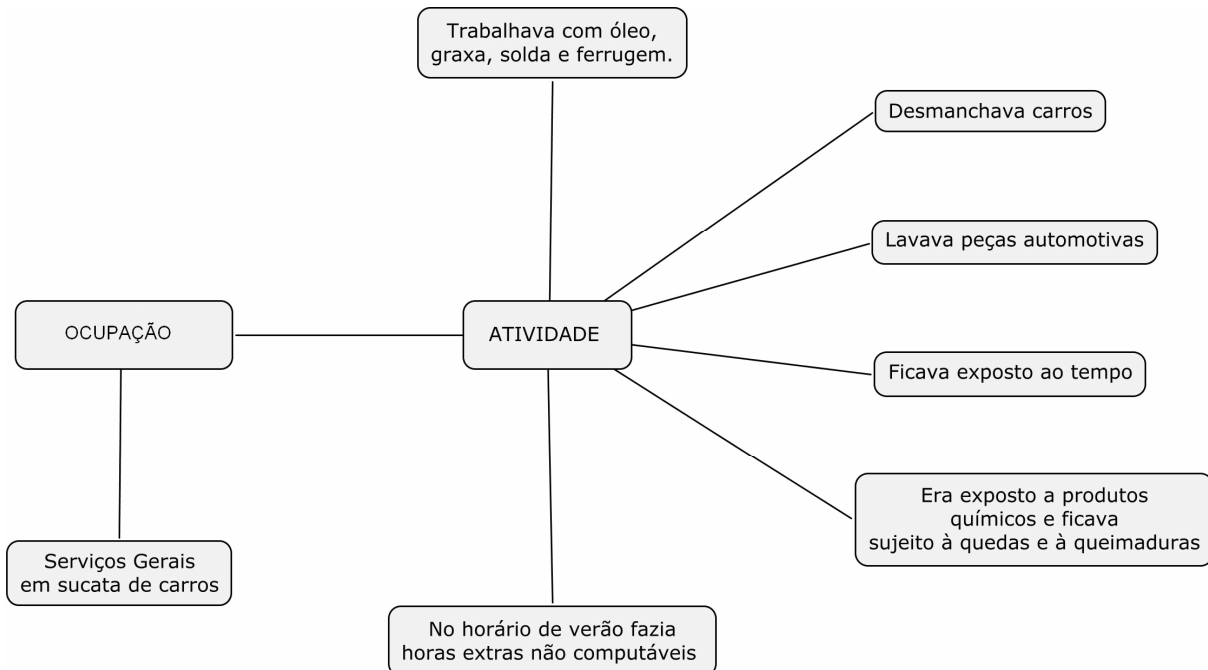 Trabalhava com óleo,
graxa, solda e ferrugem.
Desmanchava carros
Lavava peças automotivas
OCUPAÇÃO
ATIVIDADE
Ficava exposto ao tempo
Era exposto a produtos
químicos e ficava
sujeito à quedas e à queimaduras
Serviços Gerais
em sucata de carros
No horário de verão fazia
horas extras não computáveis